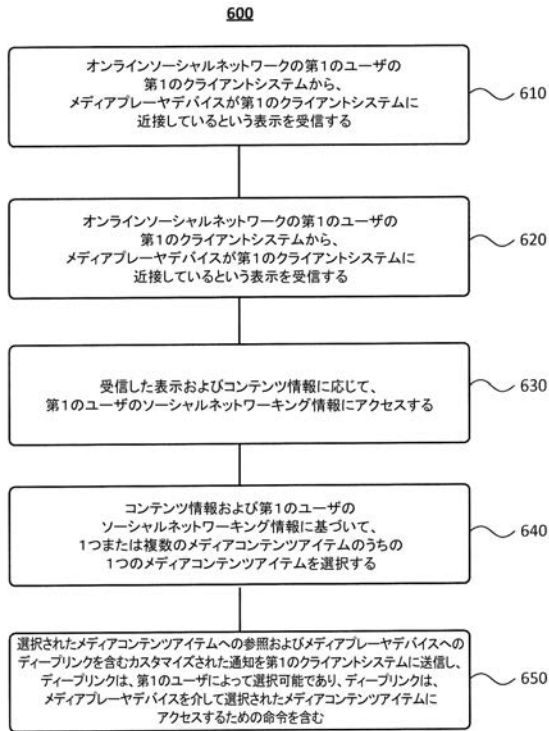 600
オンラインソーシャルネットワークの第1のユーザの
第1のクライアントシステムから、
メディアプレーヤデバイスが第1のクライアントシステムに
近接しているという表示を受信する
610
オンラインソーシャルネットワークの第1のユーザの
第1のクライアントシステムから、
メディアプレーヤデバイスが第1のクライアントシステムに
近接しているという表示を受信する
620
受信した表示およびコンテンツ情報に応じて、
第1のユーザのソーシャルネットワーキング情報にアクセスする
630
コンテンツ情報および第1のユーザの
ソーシャルネットワーキング情報に基づいて、
1つまたは複数のメディアコンテンツアイテムのうちの
1つのメディアコンテンツアイテムを選択する
640
選択されたメディアコンテンツアイテムへの参照およびメディアプレーヤデバイスへの
ディープリンクを含むカスタマイズされた通知を第1のクライアントシステムに送信し、
ディープリンクは、第1のユーザによって選択可能であり、ディープリンクは、
メディアプレーヤデバイスを介して選択されたメディアコンテンツアイテムに
アクセスするための命令を含む
650